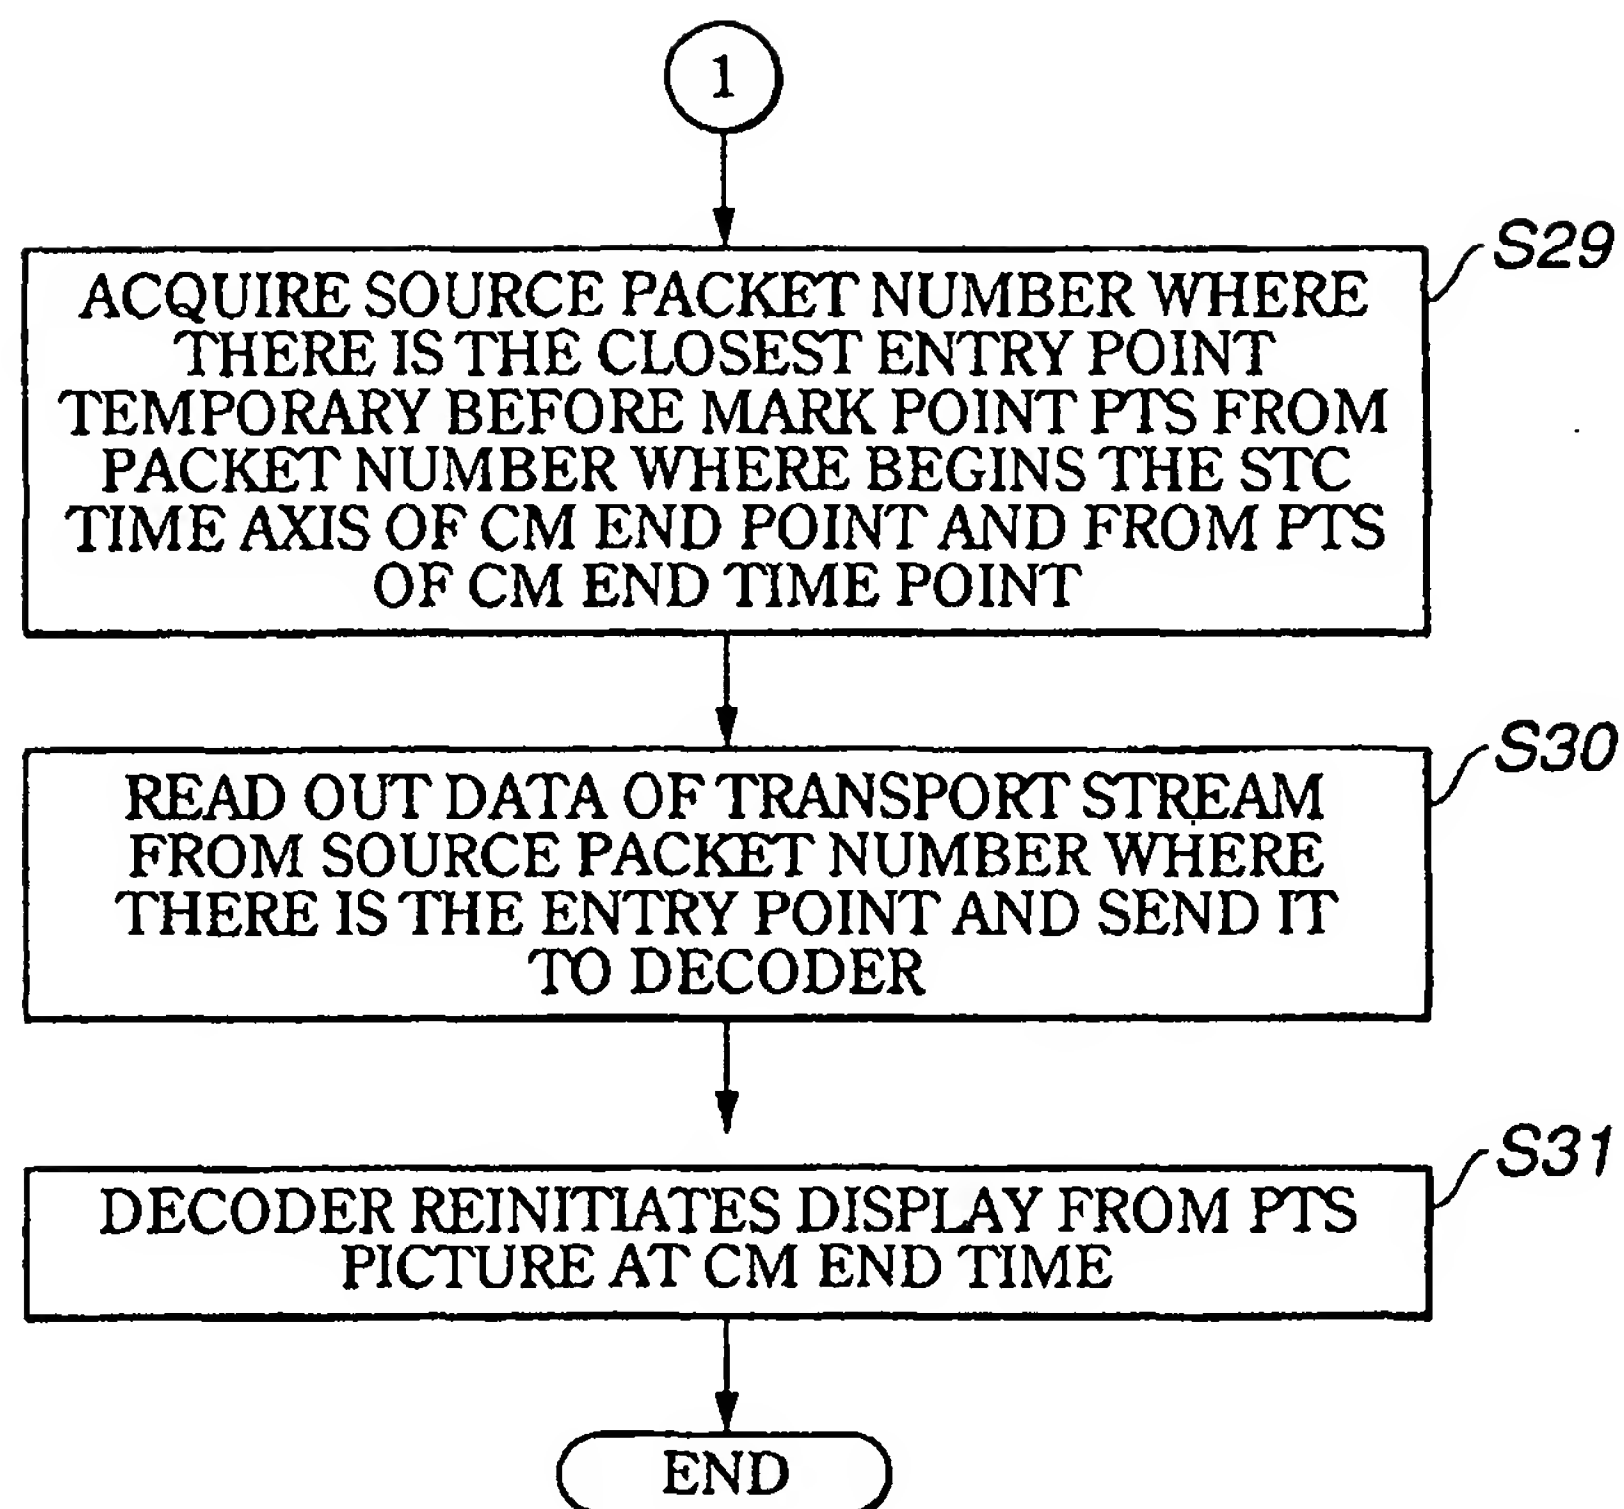 1
S29
ACQUIRE SOURCE PACKET NUMBER WHERE
THERE IS THE CLOSEST ENTRY POINT
TEMPORARY BEFORE MARK POINT PTS FROM
PACKET NUMBER WHERE BEGINS THE STC
TIME AXIS OF CM END POINT AND FROM PTS
OF CM END TIME POINT
S30
READ OUT DATA OF TRANSPORT STREAM
FROM SOURCE PACKET NUMBER WHERE
THERE IS THE ENTRY POINT AND SEND IT
TO DECODER
S31
DECODER REINITIATES DISPLAY FROM PTS
PICTURE AT CM END TIME
END